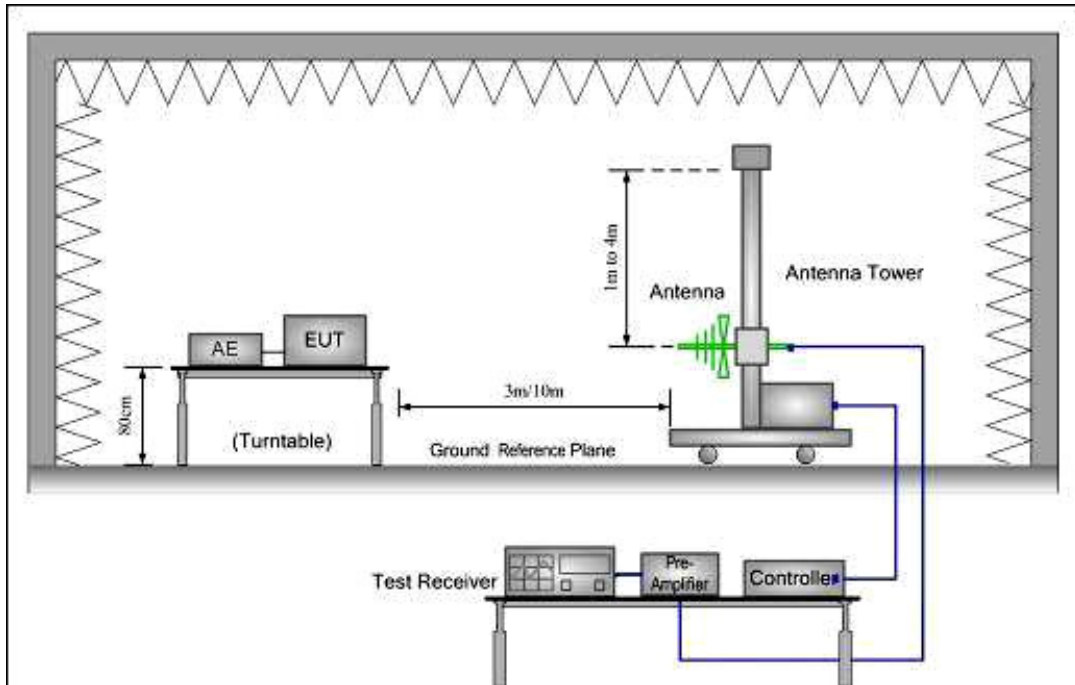 1m to 4m
Antenna Tower
Antenna
AE
EUT
80cm
3m/10m
(Turntable)
Ground Reference Plane
Test Receiver
Pre-
Amplifier
Controller